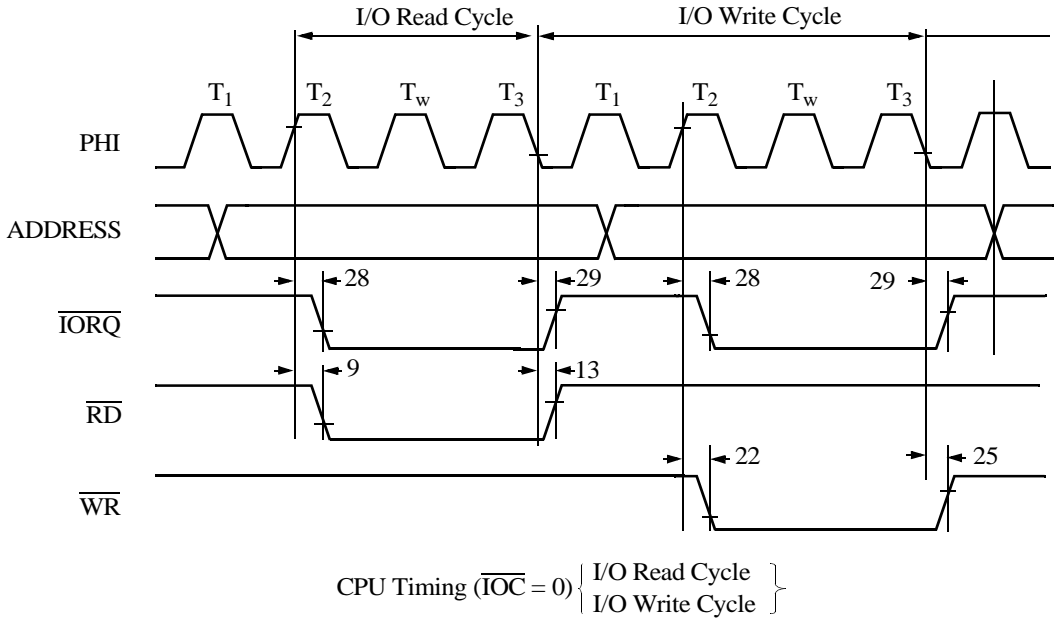 I/O Read Cycle I/O Write Cycle
T1 T2 Tw T3 T1 T2 Tw T3
PHI
ADDRESS
28 29 28 29
IORQ
9 13
RD
22 25
WR
CPU Timing (IOC = 0) { I/O Read Cycle }
I/O Write Cycle